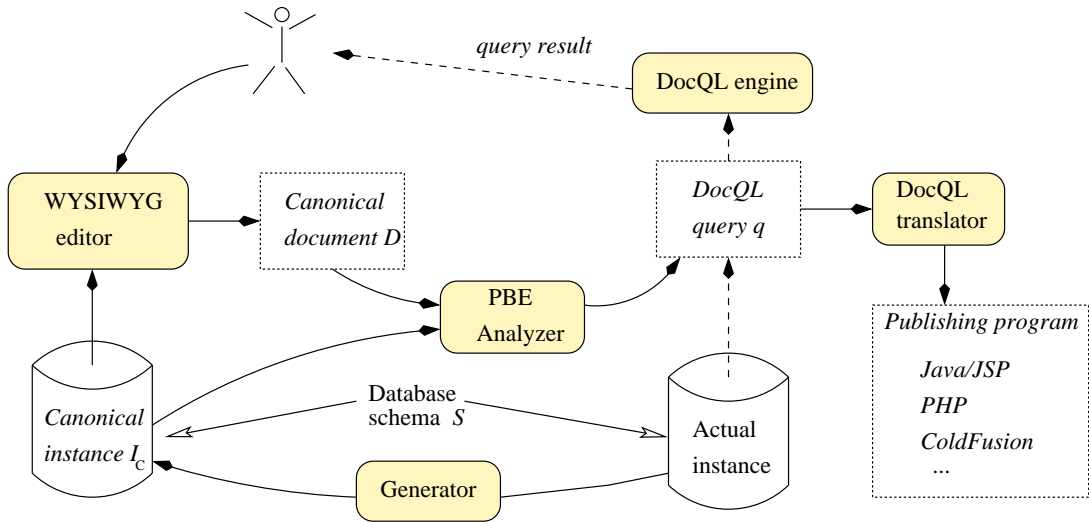 query result
DocQL engine
WYSIWYG
editor
Canonical
document D
DocQL
query q
DocQL
translator
PBE
Analyzer
Publishing program
Java/JSP
PHP
ColdFusion
...
Database
schema S
Canonical
instance I_C
Actual
instance
Generator